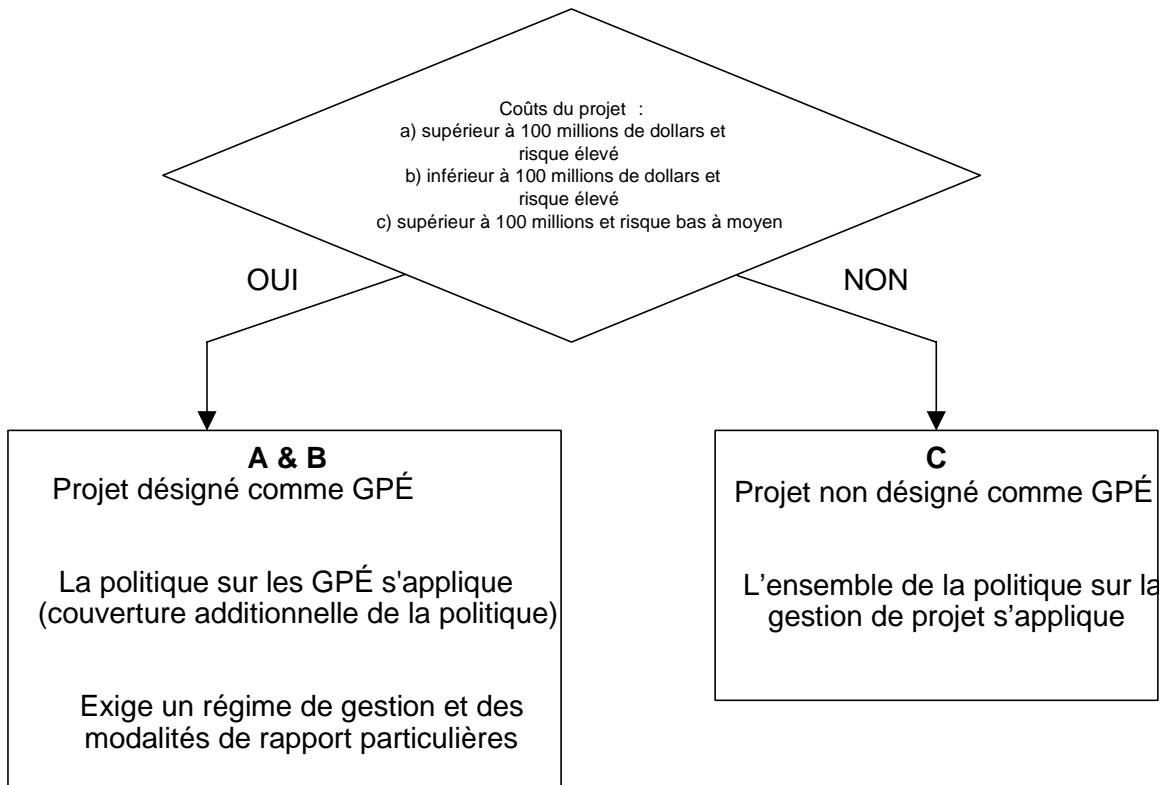 Coûts du projet :
a) supérieur à 100 millions de dollars et
risque élevé
b) inférieur à 100 millions de dollars et
risque élevé
c) supérieur à 100 millions et risque bas à moyen
OUI
NON
A & B
Projet désigné comme GPÉ
La politique sur les GPÉ s'applique
(couverture additionnelle de la politique)
Exige un régime de gestion et des
modalités de rapport particulières
C
Projet non désigné comme GPÉ
L’ensemble de la politique sur la
gestion de projet s’applique